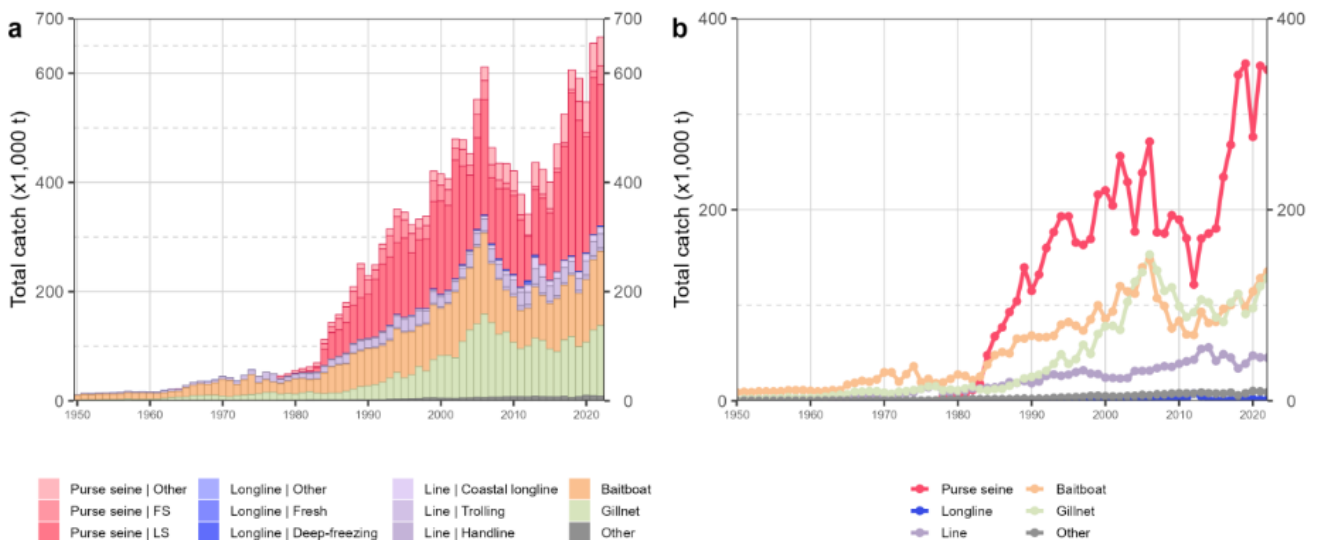 a
Total catch (x1,000 t)
700
600
400
200
0
700
600
400
200
0
1950 1960 1970 1980 1990 2000 2010 2020
Purse seine | Other
Purse seine | FS
Purse seine | LS
Longline | Other
Longline | Fresh
Longline | Deep-freezing
Line | Coastal longline
Line | Trolling
Line | Handline
Baitboat
Gillnet
Other
b
Total catch (x1,000 t)
400
200
0
400
200
0
1950 1960 1970 1980 1990 2000 2010 2020
Purse seine
Longline
Line
Baitboat
Gillnet
Other